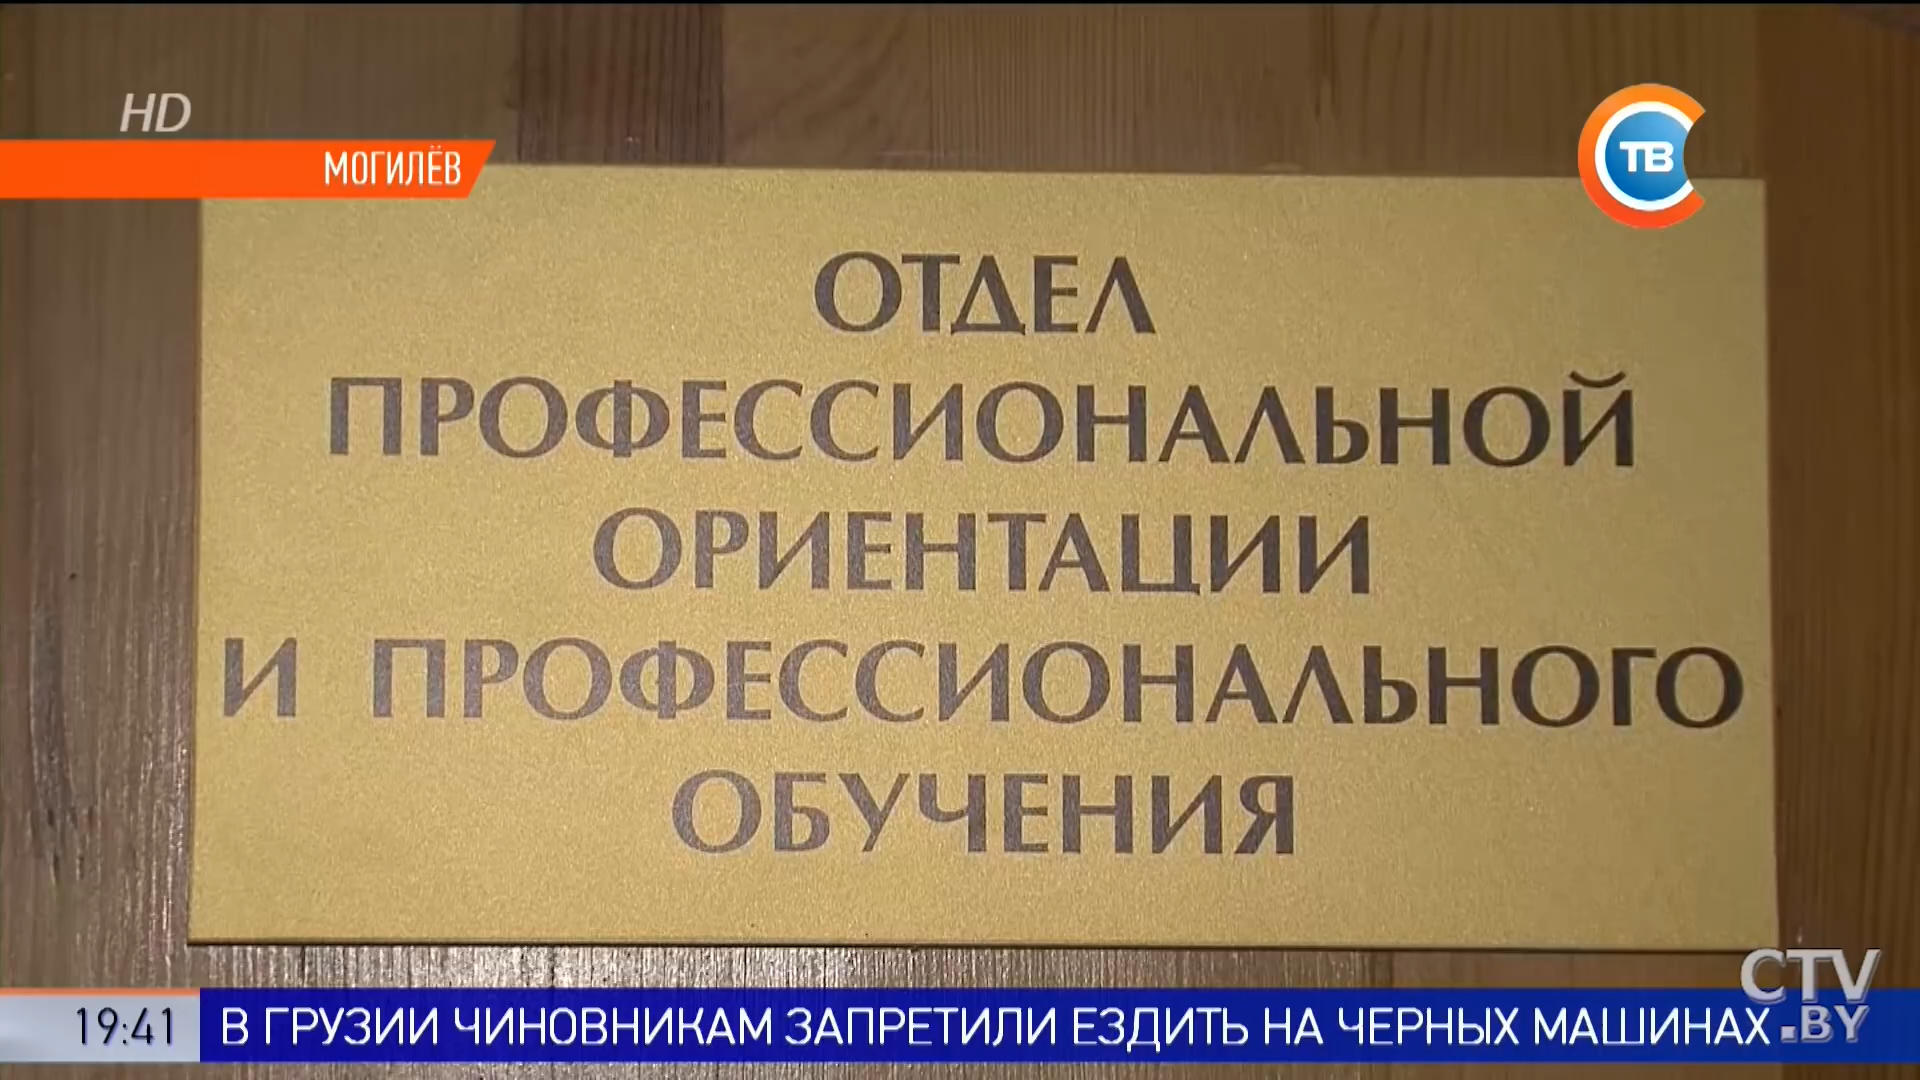 HD
МОГИЛЁВ
ТВ
ОТДЕЛ
ПРОФЕССИОНАЛЬНОЙ
ОРИЕНТАЦИИ
И ПРОФЕССИОНАЛЬНОГО
ОБУЧЕНИЯ
CTV
.BY
19:41 В ГРУЗИИ ЧИНОВНИКАМ ЗАПРЕТИЛИ ЕЗДИТЬ НА ЧЕРНЫХ МАШИНАХ